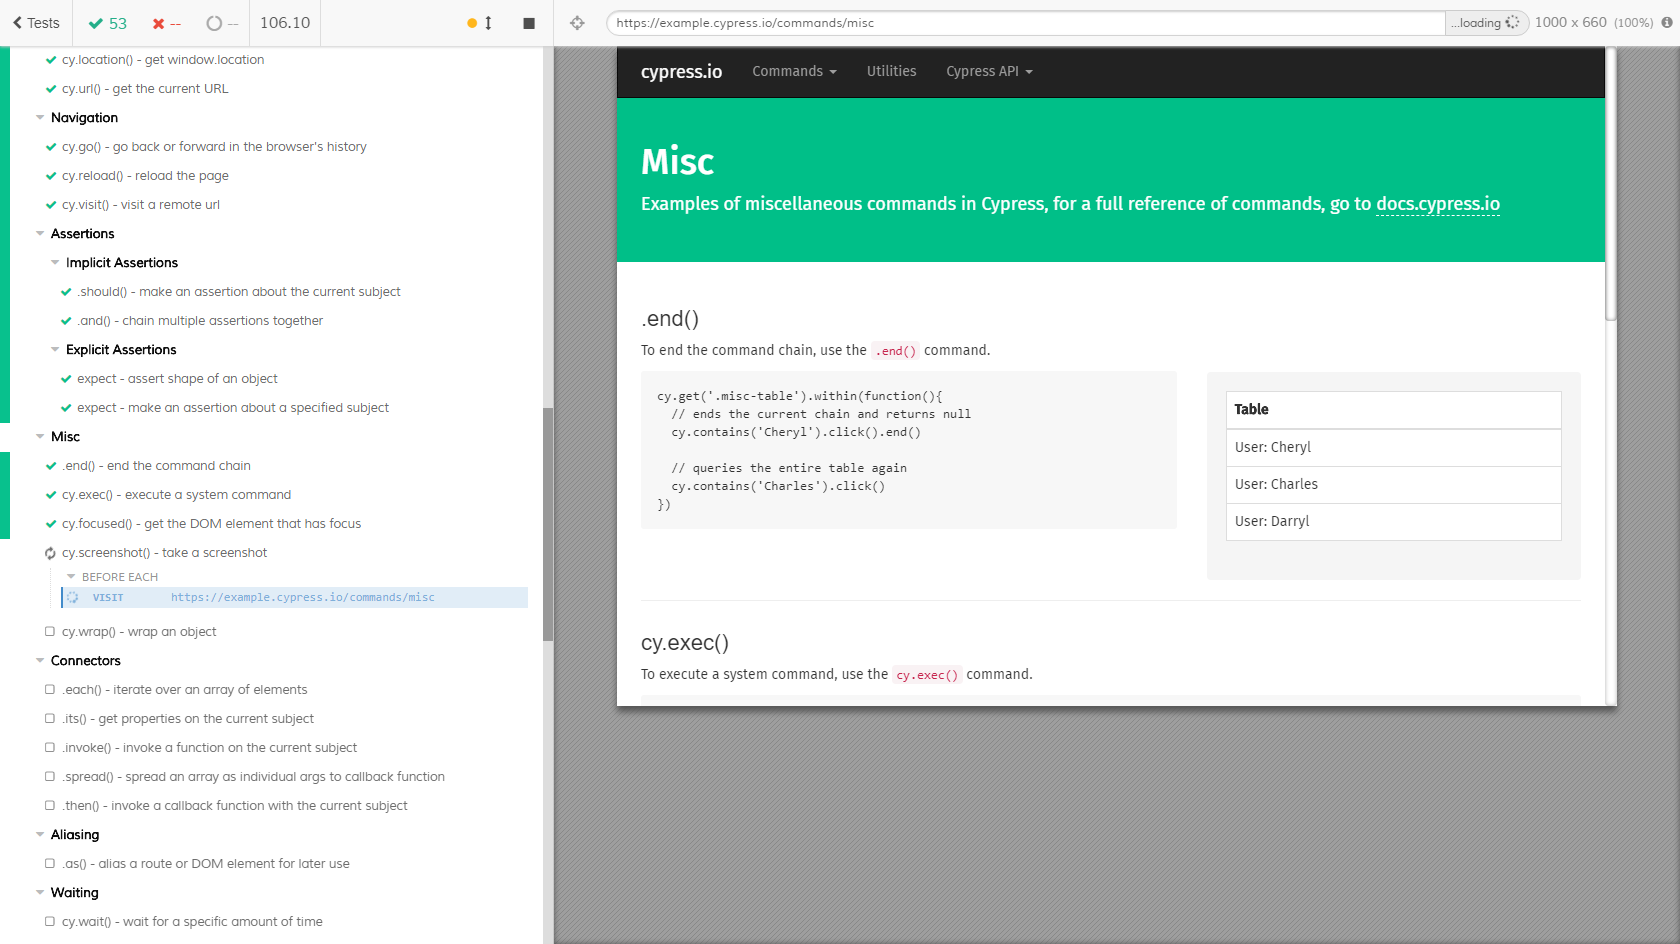 Tests 53 -- -- 106.10
https://example.cypress.io/commands/misc ...loading 1000 x 660 (100%)
cy.location() - get window.location
cy.url() - get the current URL
Navigation
cy.go() - go back or forward in the browser's history
cy.reload() - reload the page
cy.visit() - visit a remote url
Assertions
Implicit Assertions
.should() - make an assertion about the current subject
.and() - chain multiple assertions together
Explicit Assertions
expect - assert shape of an object
expect - make an assertion about a specified subject
Misc
.end() - end the command chain
cy.exec() - execute a system command
cy.focused() - get the DOM element that has focus
cy.screenshot() - take a screenshot
BEFORE EACH
VISIT https://example.cypress.io/commands/misc
cy.wrap() - wrap an object
Connectors
.each() - iterate over an array of elements
.its() - get properties on the current subject
.invoke() - invoke a function on the current subject
.spread() - spread an array as individual args to callback function
.then() - invoke a callback function with the current subject
Aliasing
.as() - alias a route or DOM element for later use
Waiting
cy.wait() - wait for a specific amount of time
cypress.io Commands Utilities Cypress API
Misc
Examples of miscellaneous commands in Cypress, for a full reference of commands, go to docs.cypress.io
.end()
To end the command chain, use the .end() command.
cy.get('.misc-table').within(function(){
// ends the current chain and returns null
cy.contains('Cheryl').click().end()
// queries the entire table again
cy.contains('Charles').click()
})
Table
User: Cheryl
User: Charles
User: Darryl
cy.exec()
To execute a system command, use the cy.exec() command.